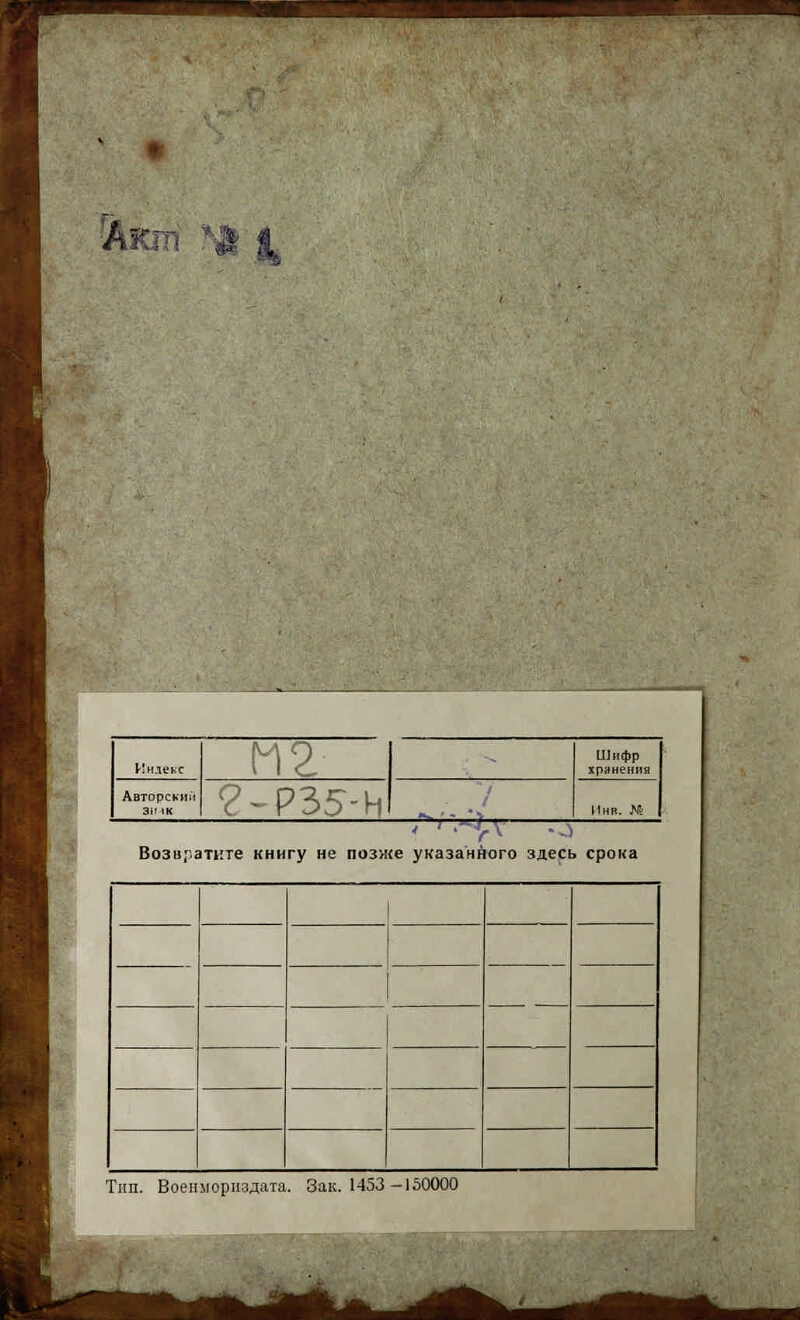 Акт № 1
Индекс М2 Шифр хранения
Авторский знак 2-Р35-Н Инв. №
Возвратите книгу не позже указанного здесь срока
Тип. Военмориздата. Зак. 1453 -150000